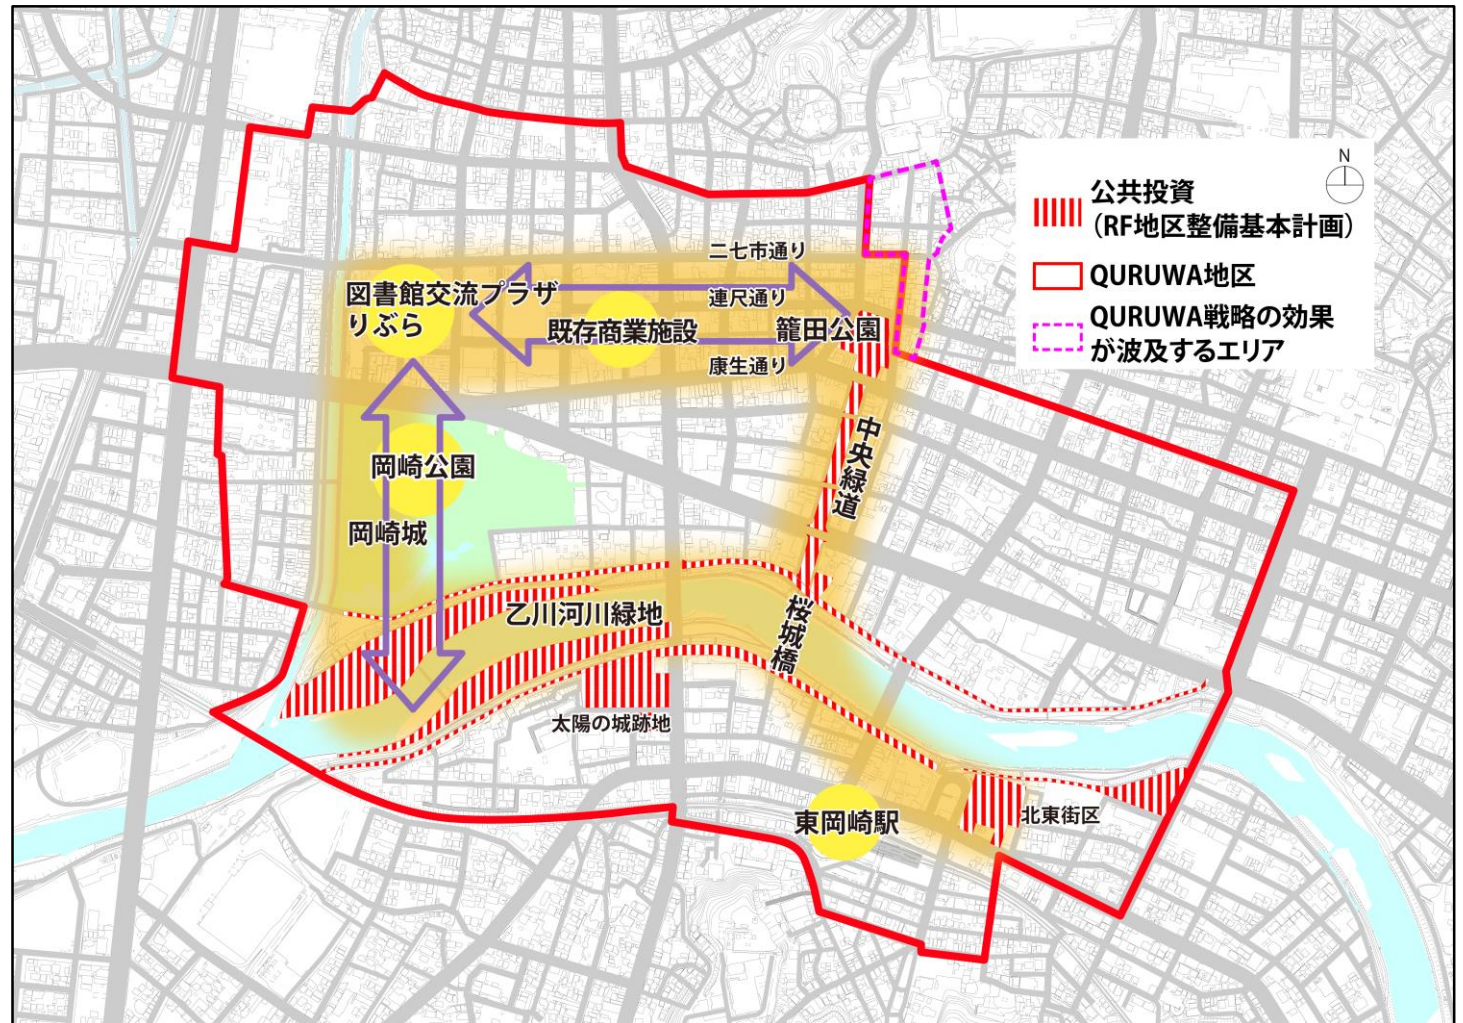 N
公共投資
（RF地区整備基本計画）
QURUWA地区
QURUWA戦略の効果
が波及するエリア
二七市通り
図書館交流プラザ
りぶら
連尺通り
既存商業施設
籠田公園
康生通り
中央緑道
岡崎公園
岡崎城
乙川河川緑地
桜城橋
太陽の城跡地
東岡崎駅
北東街区